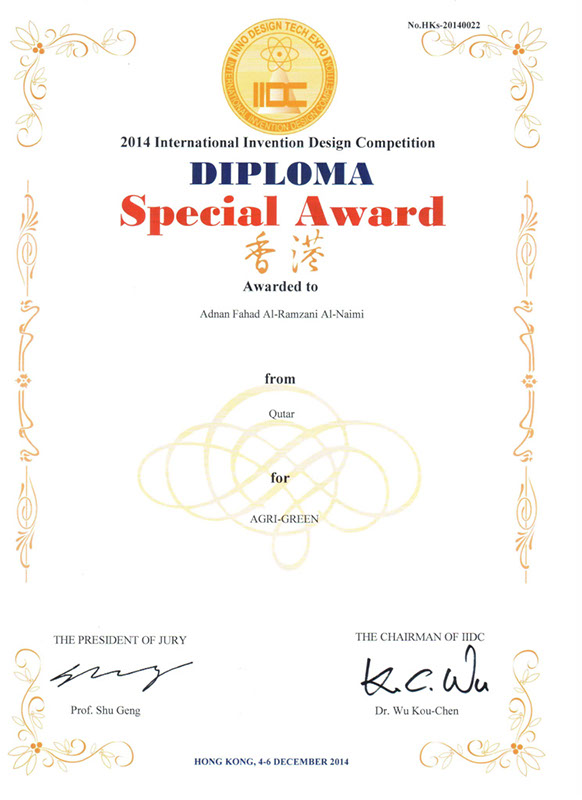 No.HKs-20140022
INNO DESIGN TECH EXPO
IIDC
INTERNATIONAL INVENTION DESIGN COMPETITION
2014 International Invention Design Competition
DIPLOMA
Special Award
香港
Awarded to
Adnan Fahad Al-Ramzani Al-Naimi
from
Qutar
for
AGRI-GREEN
THE PRESIDENT OF JURY
THE CHAIRMAN OF IIDC
K.C. Wu
Prof. Shu Geng
Dr. Wu Kou-Chen
HONG KONG, 4-6 DECEMBER 2014